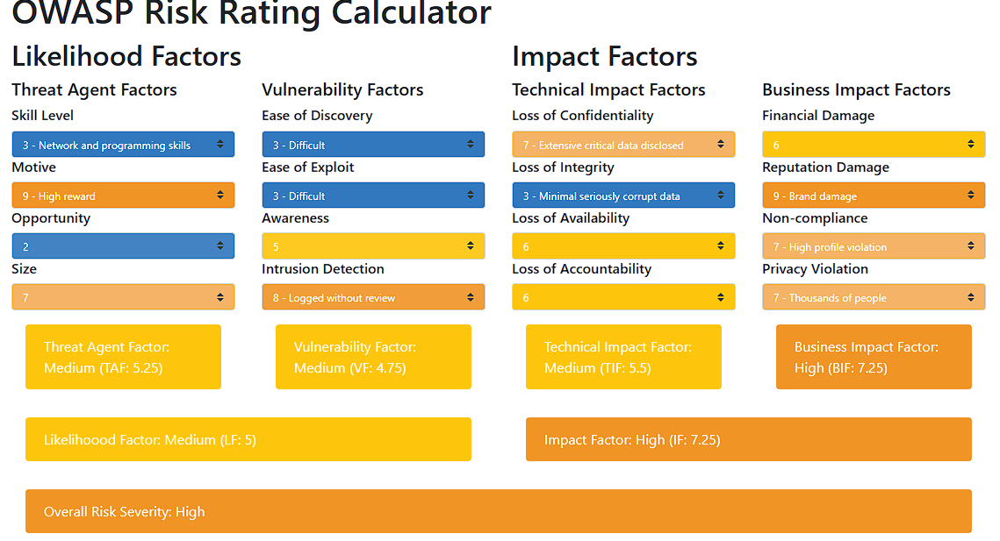 OWASP Risk Rating Calculator
Likelihood Factors
Impact Factors
Threat Agent Factors
Vulnerability Factors
Technical Impact Factors
Business Impact Factors
Skill Level
Ease of Discovery
Loss of Confidentiality
Financial Damage
3 - Network and programming skills
3 - Difficult
7 - Extensive critical data disclosed
6
Motive
Ease of Exploit
Loss of Integrity
Reputation Damage
9 - High reward
3 - Difficult
3 - Minimal seriously corrupt data
9 - Brand damage
Opportunity
Awareness
Loss of Availability
Non-compliance
2
5
6
7 - High profile violation
Size
Intrusion Detection
Loss of Accountability
Privacy Violation
7
8 - Logged without review
6
7 - Thousands of people
Threat Agent Factor:
Medium (TAF: 5.25)
Vulnerability Factor:
Medium (VF: 4.75)
Technical Impact Factor:
Medium (TIF: 5.5)
Business Impact Factor:
High (BIF: 7.25)
Likelihoood Factor: Medium (LF: 5)
Impact Factor: High (IF: 7.25)
Overall Risk Severity: High